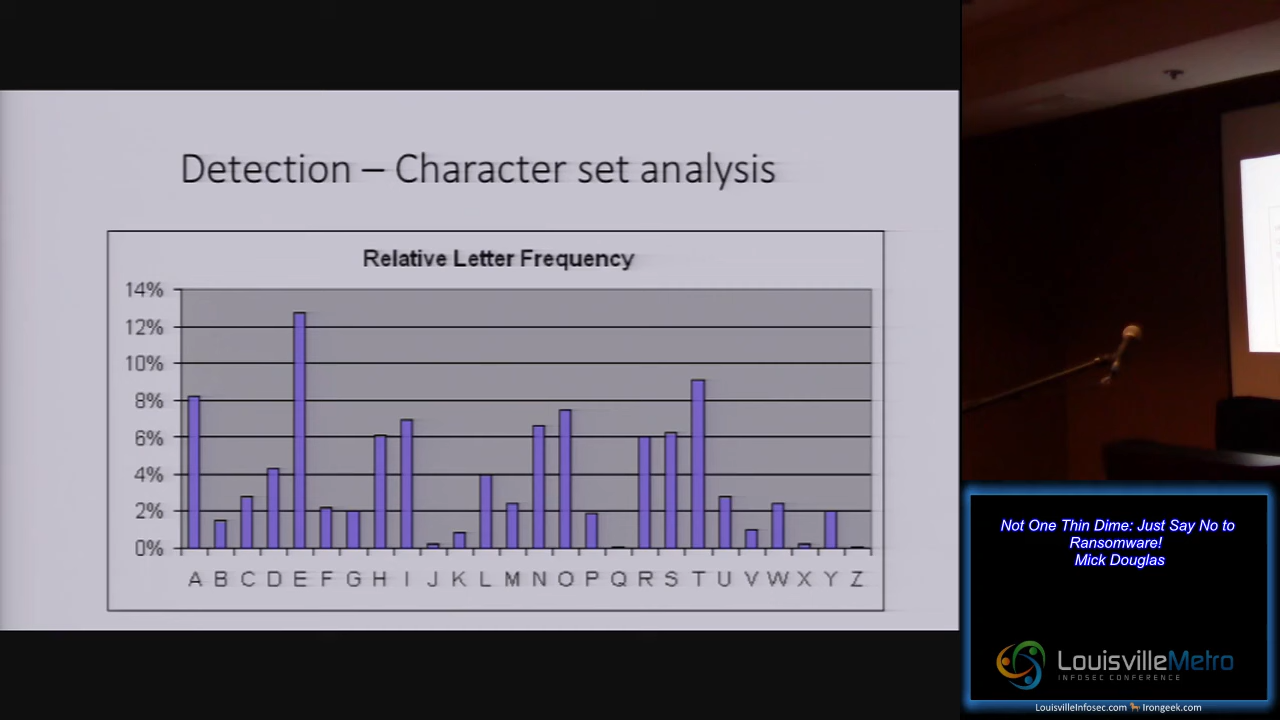 Detection – Character set analysis
Relative Letter Frequency
14%
12%
10%
8%
6%
4%
2%
0%
A B C D E F G H I J K L M N O P Q R S T U V W X Y Z
Not One Thin Dime: Just Say No to
Ransomware!
Mick Douglas
LouisvilleMetro
INFOSEC CONFERENCE
LouisvilleInfosec.com Irongeek.com